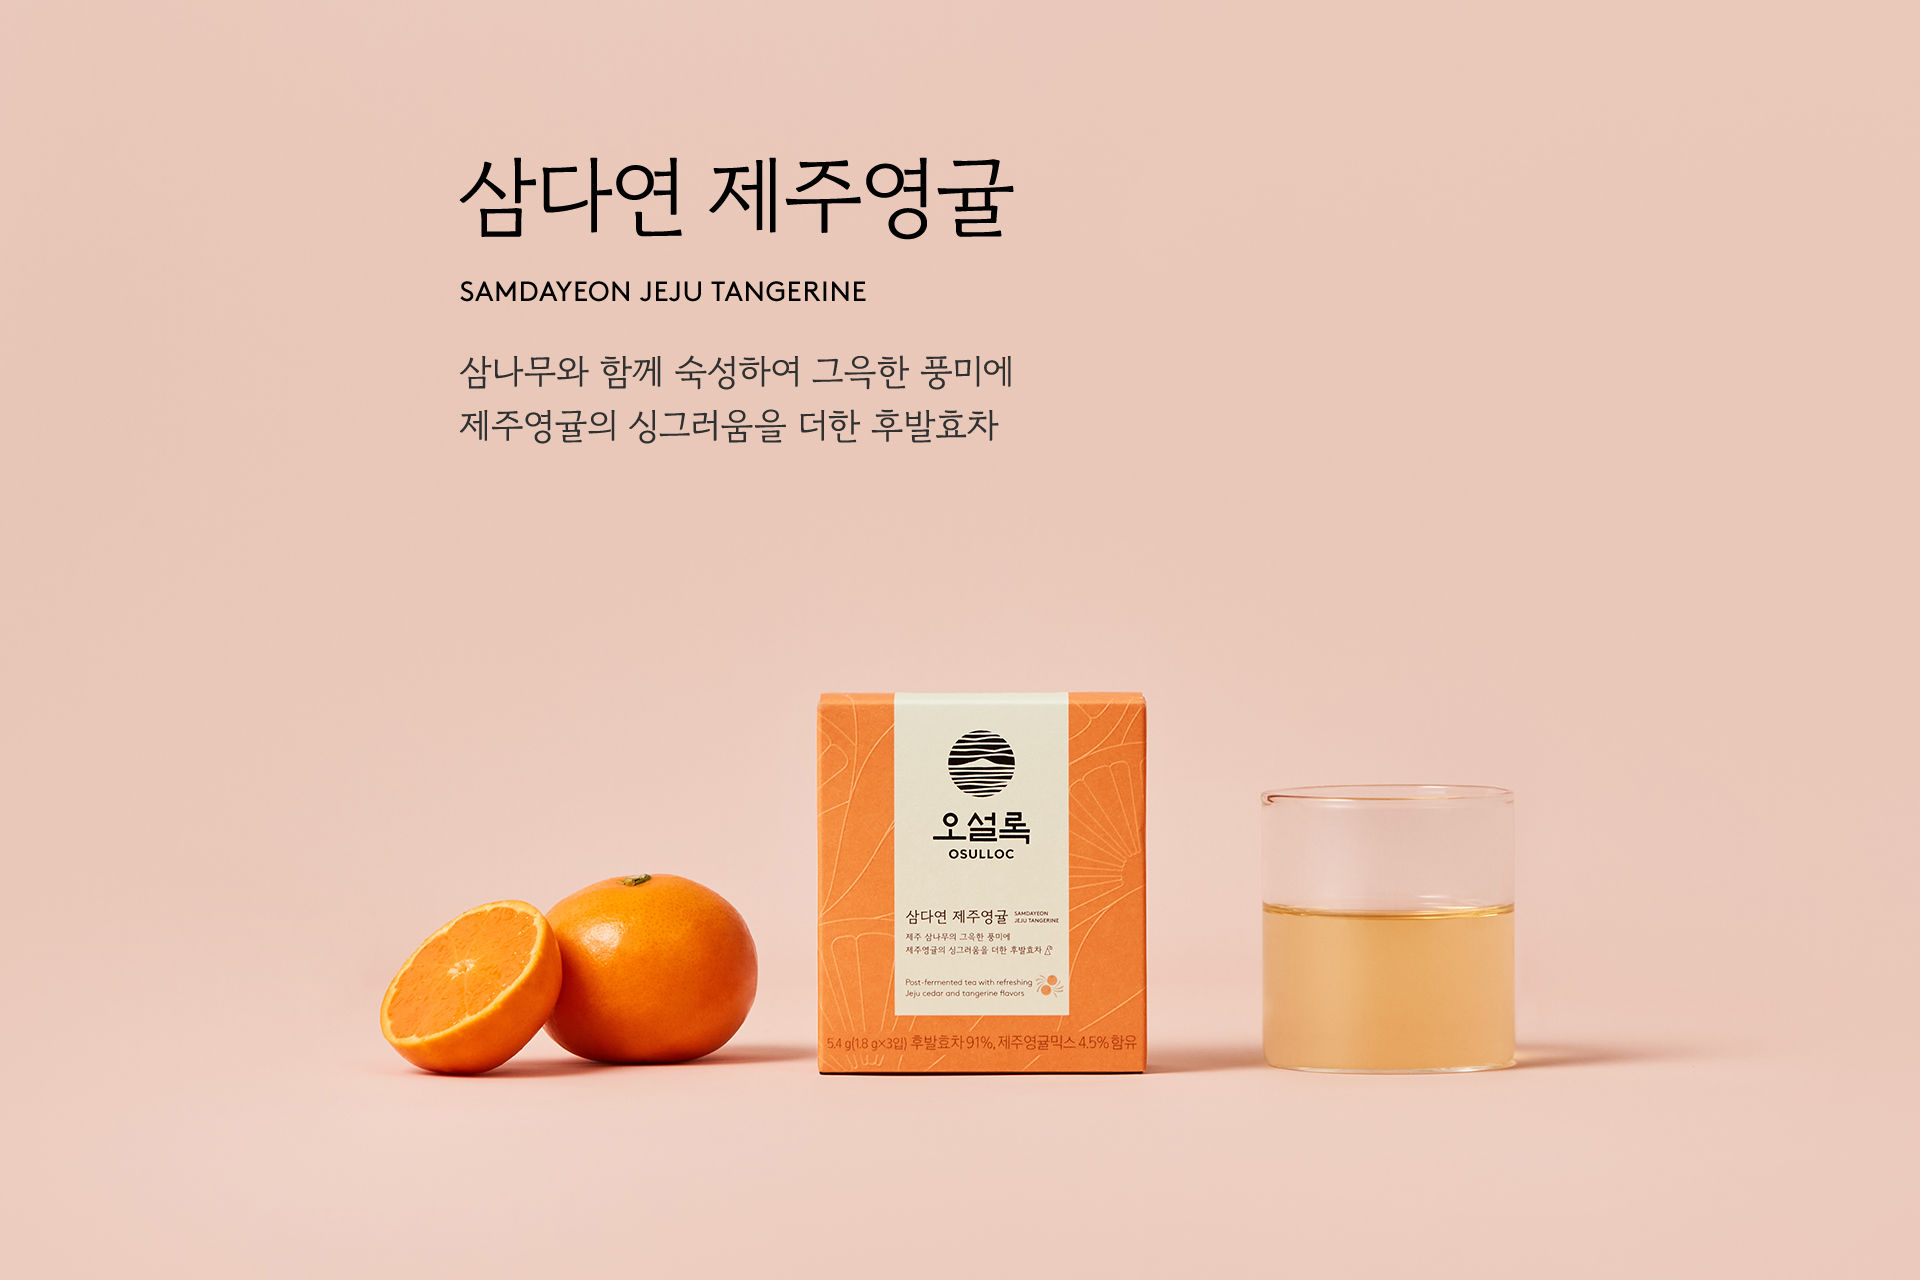 삼다연 제주영귤
SAMDAYEON JEJU TANGERINE
삼나무와 함께 숙성하여 그윽한 풍미에
제주영귤의 싱그러움을 더한 후발효차
오설록
OSULLOC
삼다연 제주영귤 SAMDAYEON
JEJU TANGERINE
제주 삼나무의 그윽한 풍미에
제주영귤의 싱그러움을 더한 후발효차
Post-fermented tea with refreshing
Jeju cedar and tangerine flavors
5.4 g(1.8 g×3입) 후발효차 91%, 제주영귤믹스 4.5% 함유